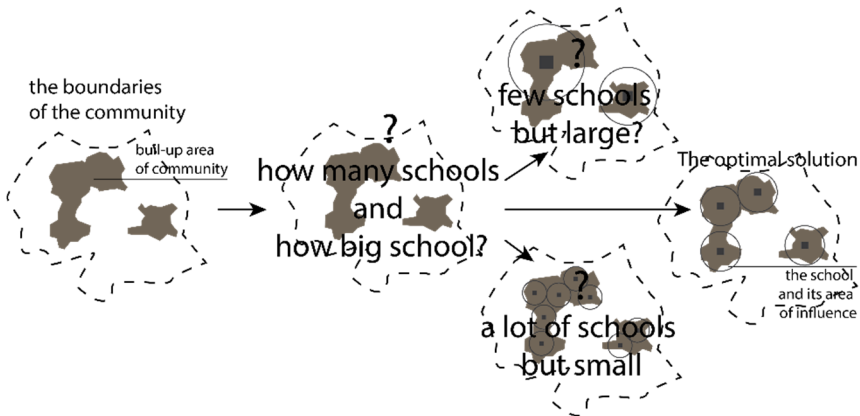 the boundaries
of the community
buil-up area
of community
?
how many schools
and
how big school?
?
few schools
but large?
?
a lot of schools
but small
The optimal solution
the school
and its area
of influence